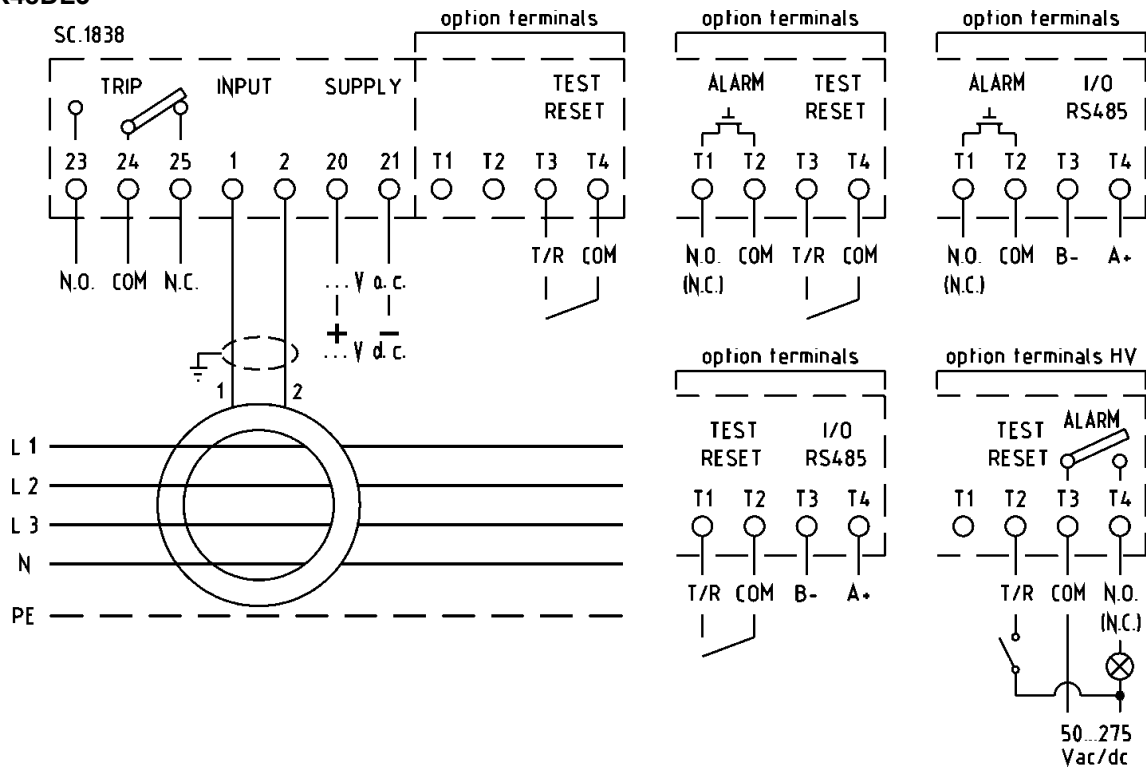 SC.1838
option terminals
TRIP INPUT SUPPLY TEST
RESET
23 24 25 1 2 20 21 T1 T2 T3 T4
N.O. COM N.C. ...V a.c. T/R COM
+ −
...V d.c.
1 2
L1
L2
L3
N
PE
option terminals
ALARM TEST
RESET
T1 T2 T3 T4
N.O. COM T/R COM
(N.C.)
option terminals
ALARM I/O
RS485
T1 T2 T3 T4
N.O. COM B- A+
(N.C.)
option terminals
TEST I/O
RESET RS485
T1 T2 T3 T4
T/R COM B- A+
option terminals HV
TEST ALARM
RESET
T1 T2 T3 T4
T/R COM N.O.
(N.C.)
50...275
Vac/dc